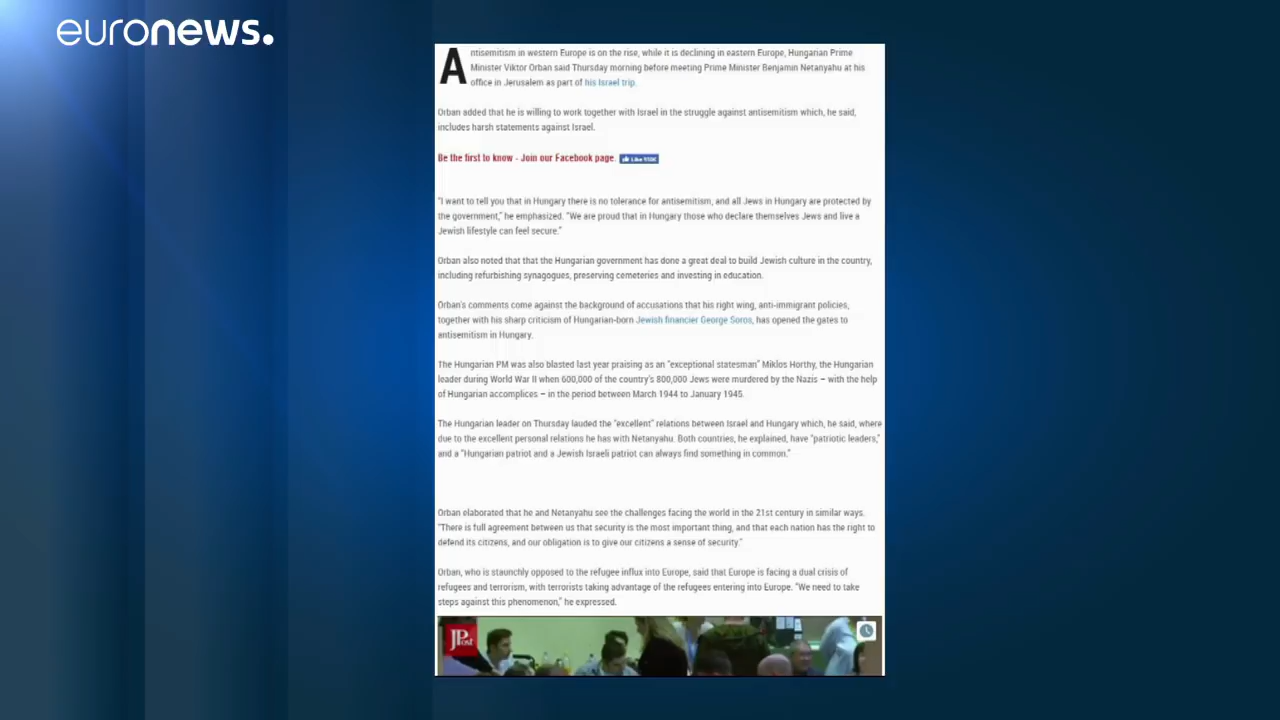 euronews.
Antisemitism in western Europe is on the rise, while it is declining in eastern Europe, Hungarian Prime
Minister Viktor Orban said Thursday morning before meeting Prime Minister Benjamin Netanyahu at his
office in Jerusalem as part of his Israel trip.
Orban added that he is willing to work together with Israel in the struggle against antisemitism which, he said,
includes harsh statements against Israel.
Be the first to know - Join our Facebook page. Like
"I want to tell you that in Hungary there is no tolerance for antisemitism, and all Jews in Hungary are protected by
the government," he emphasized. "We are proud that in Hungary those who declare themselves Jews and live a
Jewish lifestyle can feel secure."
Orban also noted that that the Hungarian government has done a great deal to build Jewish culture in the country,
including refurbishing synagogues, preserving cemeteries and investing in education.
Orban's comments come against the background of accusations that his right wing, anti-immigrant policies,
together with his sharp criticism of Hungarian-born Jewish financier George Soros, has opened the gates to
antisemitism in Hungary.
The Hungarian PM was also blasted last year praising as an "exceptional statesman" Miklos Horthy, the Hungarian
leader during World War II when 600,000 of the country's 800,000 Jews were murdered by the Nazis – with the help
of Hungarian accomplices – in the period between March 1944 to January 1945.
The Hungarian leader on Thursday lauded the "excellent" relations between Israel and Hungary which, he said, where
due to the excellent personal relations he has with Netanyahu. Both countries, he explained, have "patriotic leaders,"
and a "Hungarian patriot and a Jewish Israeli patriot can always find something in common."
Orban elaborated that he and Netanyahu see the challenges facing the world in the 21st century in similar ways.
"There is full agreement between us that security is the most important thing, and that each nation has the right to
defend its citizens, and our obligation is to give our citizens a sense of security."
Orban, who is staunchly opposed to the refugee influx into Europe, said that Europe is facing a dual crisis of
refugees and terrorism, with terrorists taking advantage of the refugees entering into Europe. "We need to take
steps against this phenomenon," he expressed.
JPost